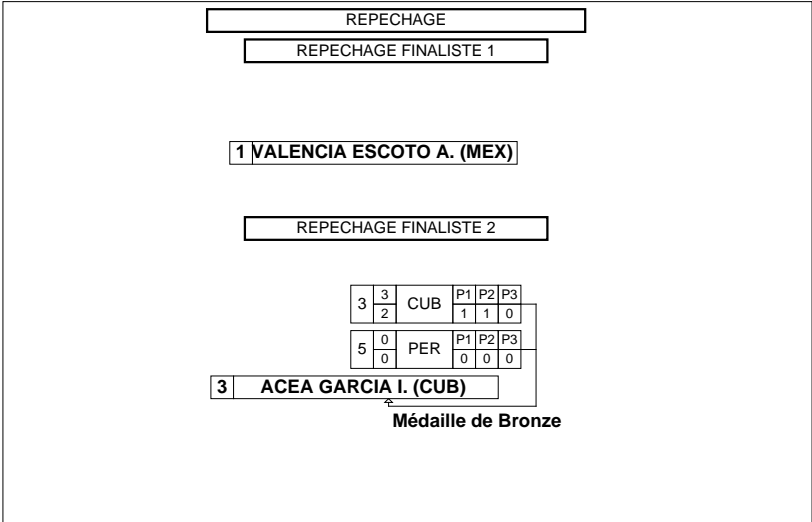 REPECHAGE
REPECHAGE FINALISTE 1
1 VALENCIA ESCOTO A. (MEX)
REPECHAGE FINALISTE 2
3 3 CUB P1 P2 P3
2 1 1 0
5 0 PER P1 P2 P3
0 0 0 0
3 ACEA GARCIA I. (CUB)
Médaille de Bronze